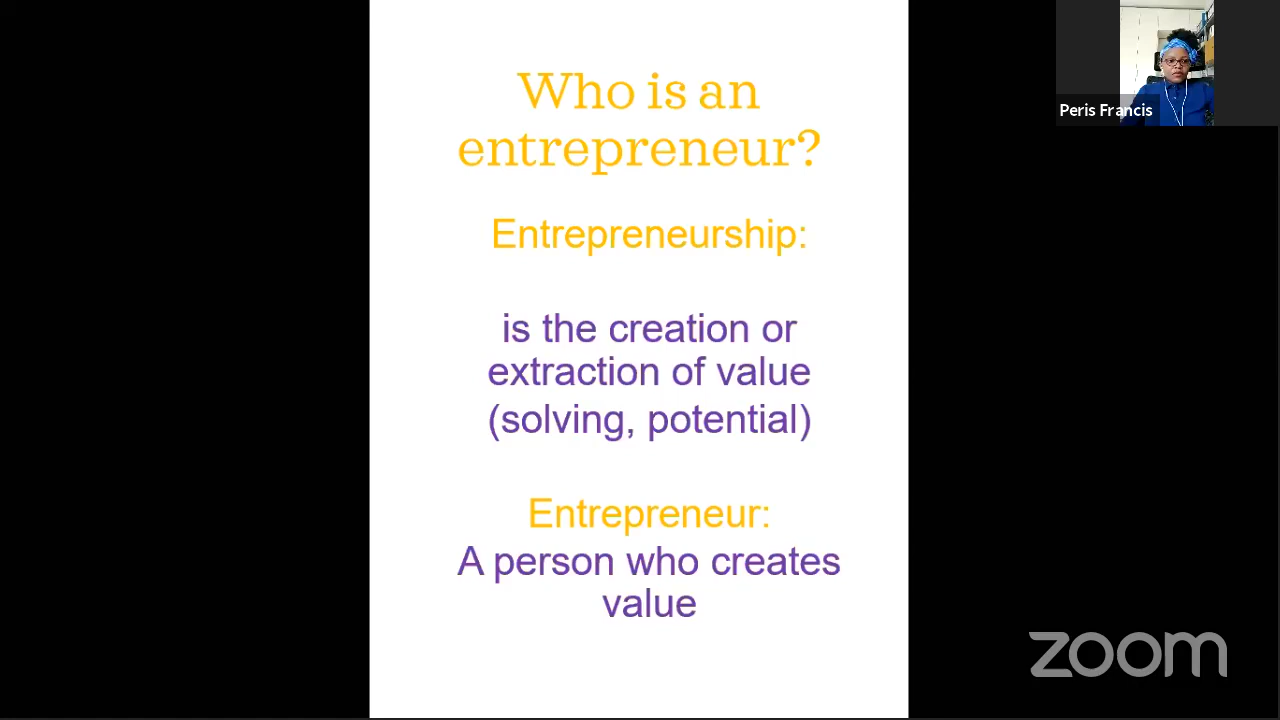 Who is an
entrepreneur?
Entrepreneurship:
is the creation or
extraction of value
(solving, potential)
Entrepreneur:
A person who creates
value
Peris Francis
zoom